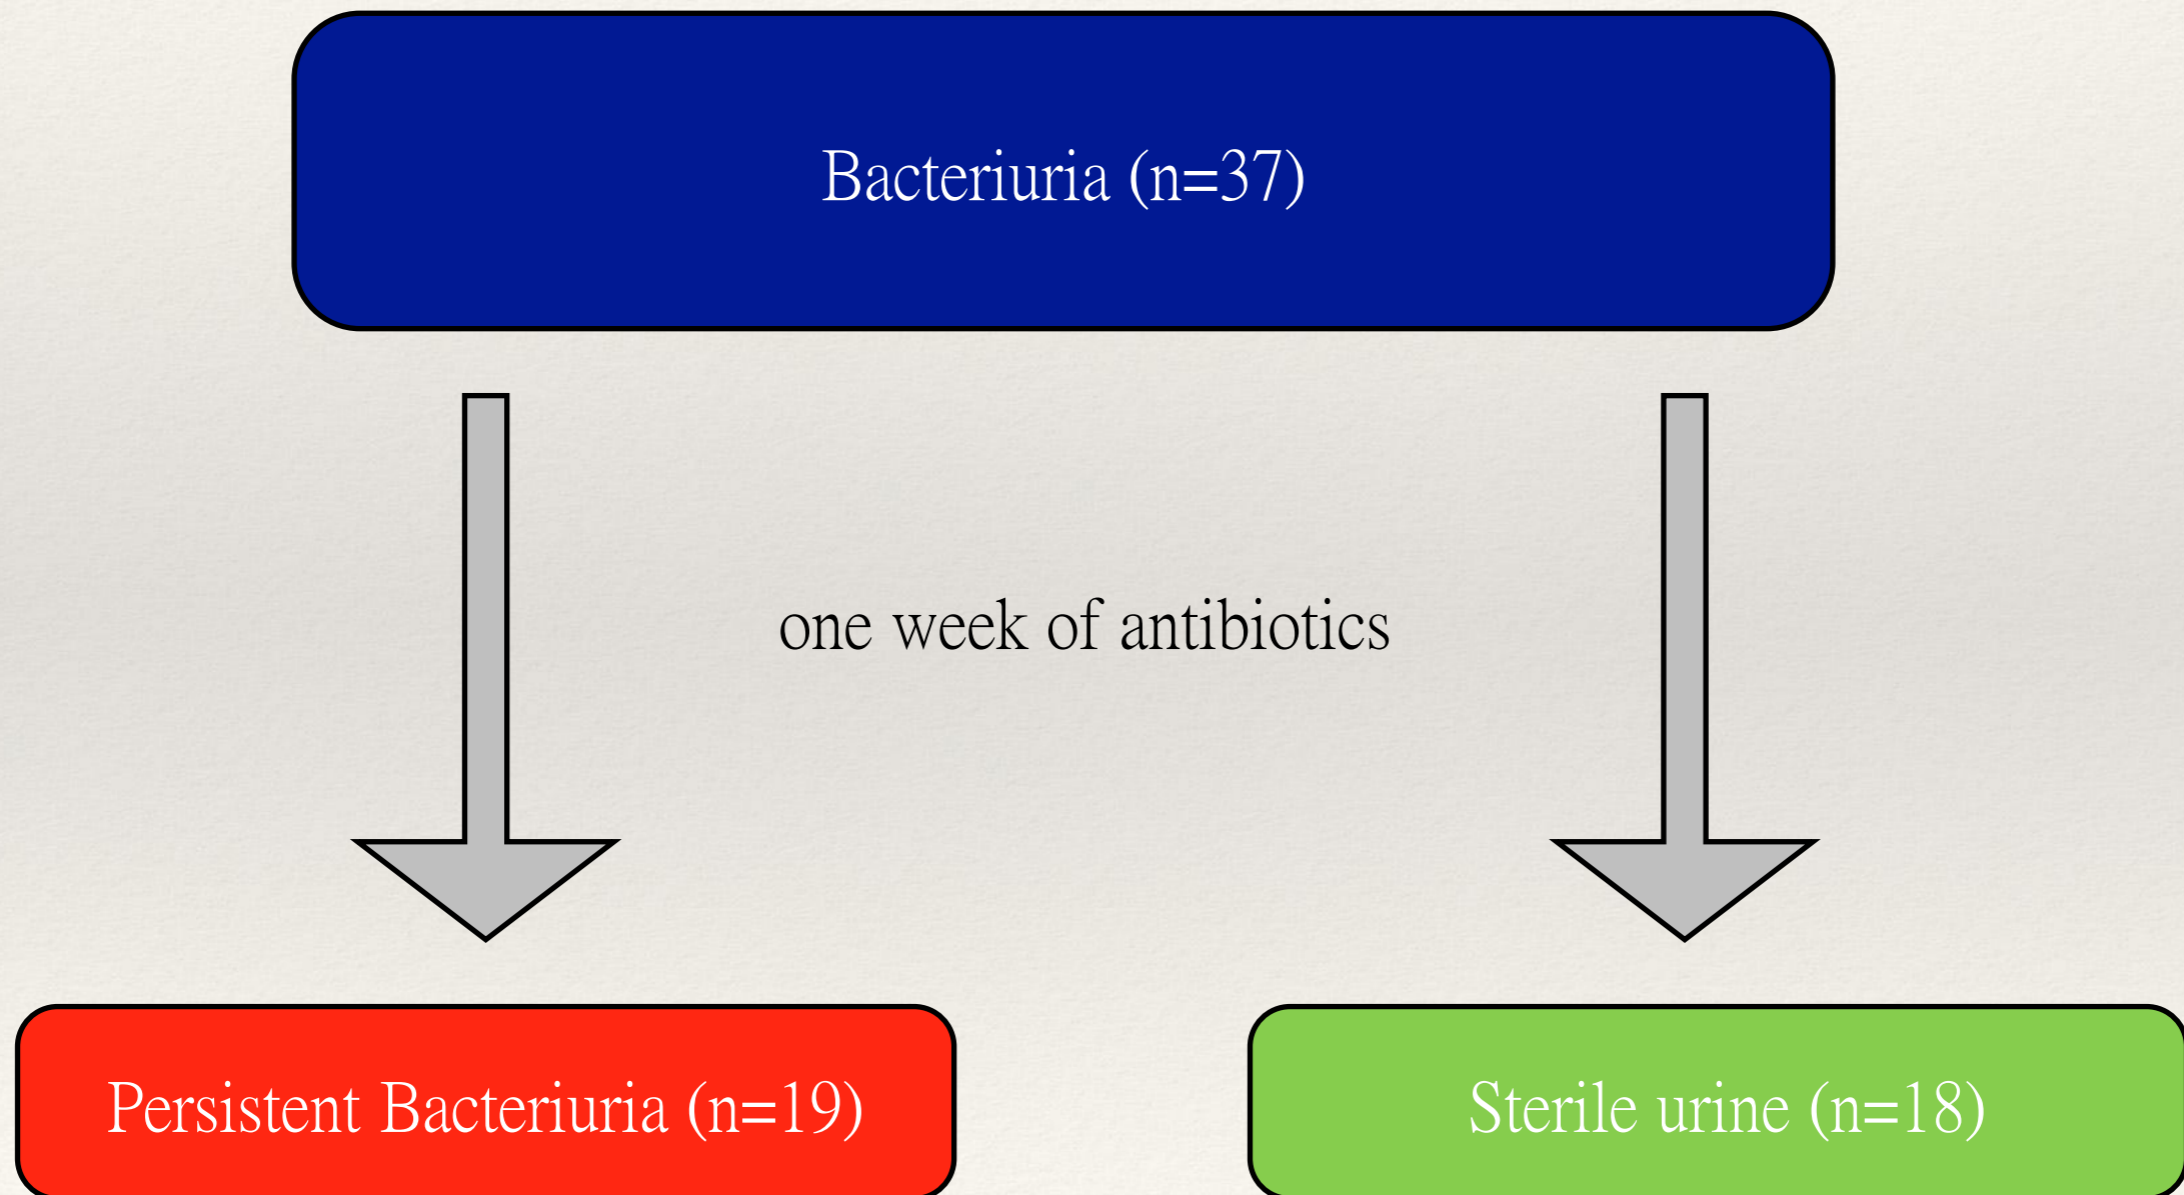 Bacteriuria (n=37)
one week of antibiotics
Persistent Bacteriuria (n=19)
Sterile urine (n=18)